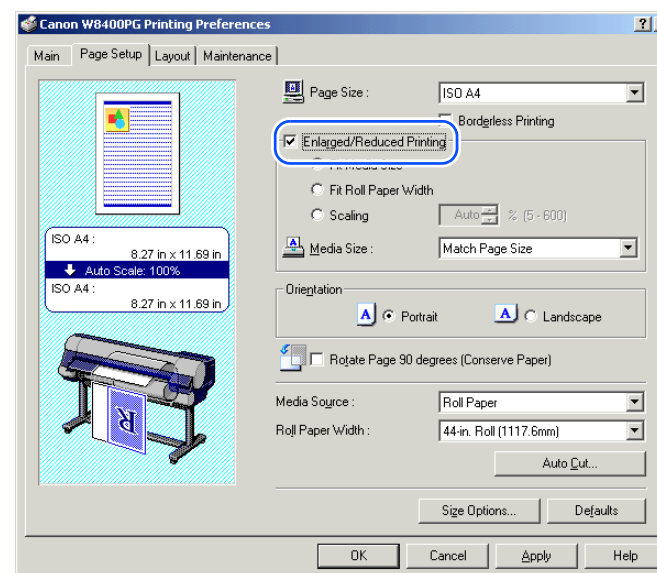 Canon W8400PG Printing Preferences
Main Page Setup Layout Maintenance
Page Size : ISO A4
Borderless Printing
Enlarged/Reduced Printing
Fit Roll Paper Width
Scaling Auto % (5 - 600)
Media Size : Match Page Size
ISO A4 :
8.27 in x 11.69 in
Auto Scale: 100%
ISO A4 :
8.27 in x 11.69 in
Orientation
A Portrait A Landscape
Rotate Page 90 degrees (Conserve Paper)
R
Media Source : Roll Paper
Roll Paper Width : 44-in. Roll (1117.6mm)
Auto Cut...
Size Options... Defaults
OK Cancel Apply Help